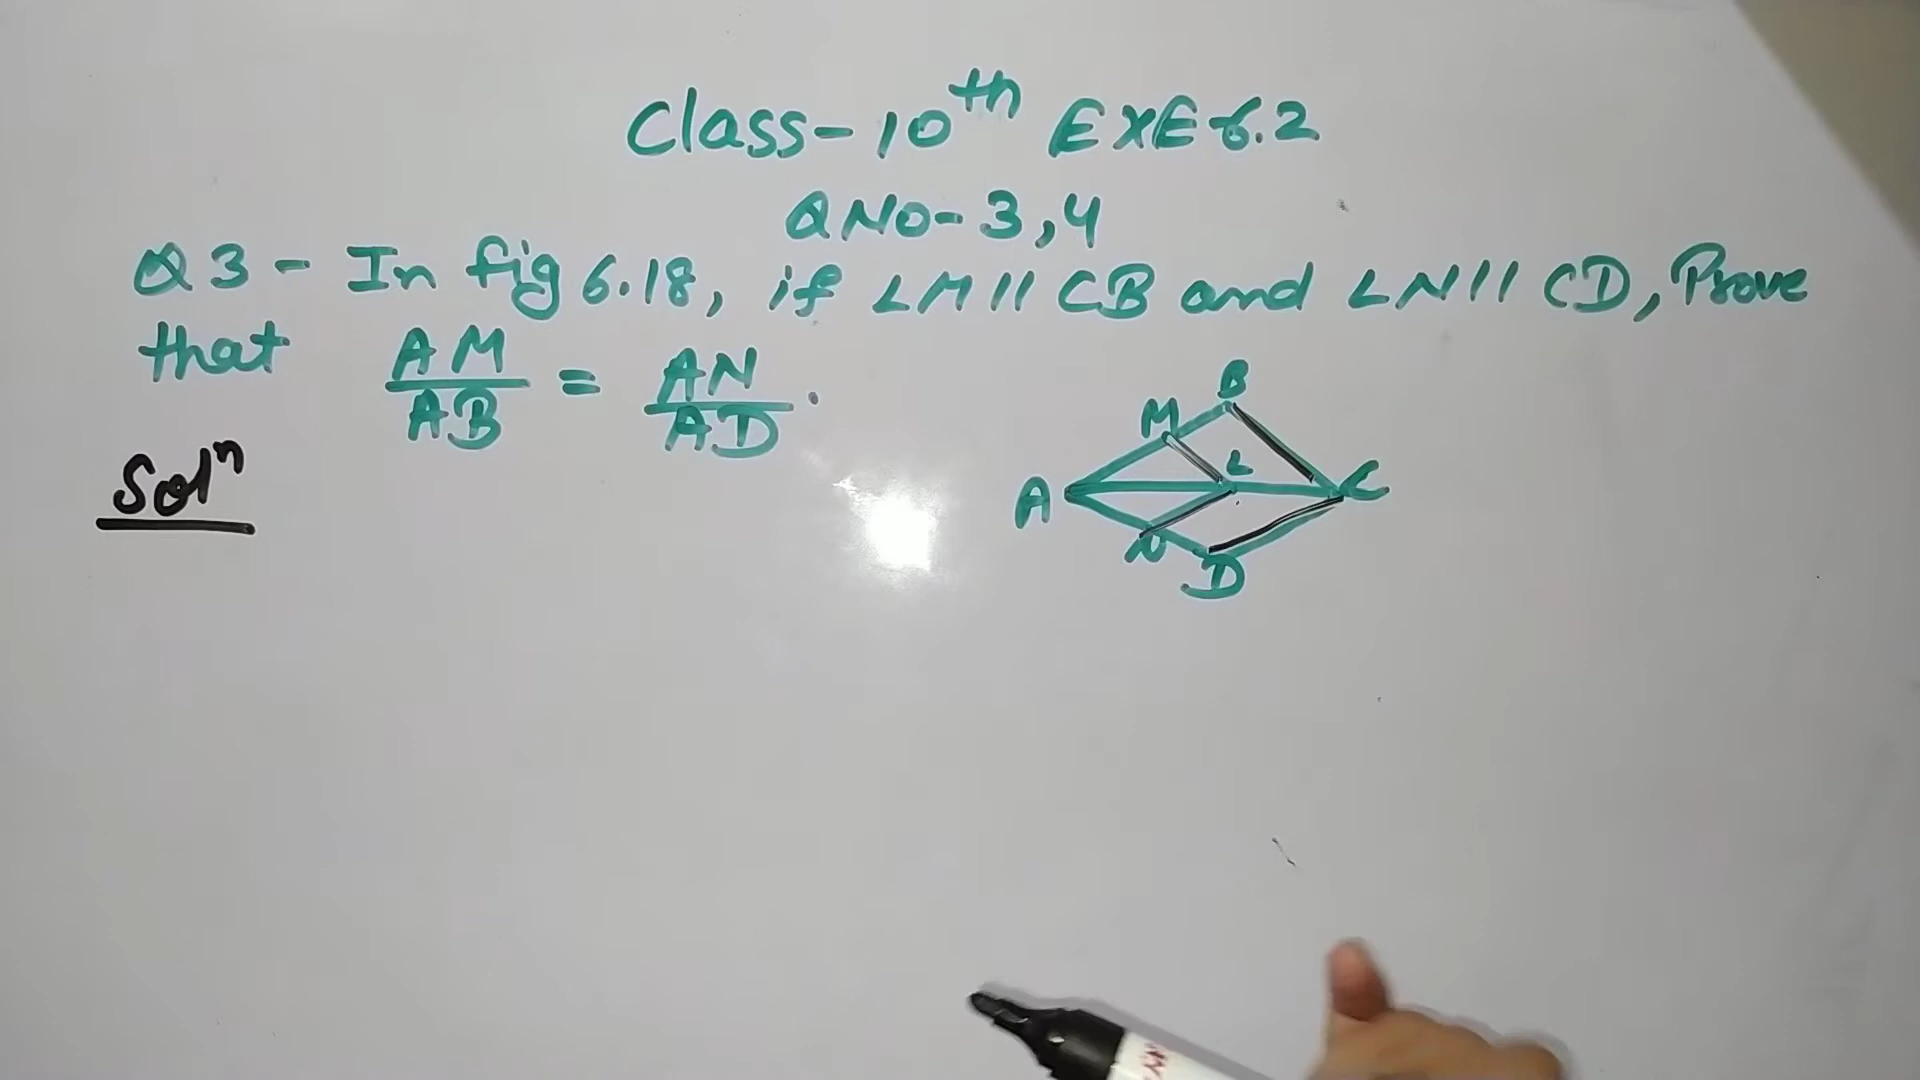 Class-10th EXE 6.2
QNO-3,4
Q3- In fig 6.18, if LM || CB and LN || CD, Prove
that AM/AB = AN/AD.
B
M
L
A
C
N
D
Solⁿ